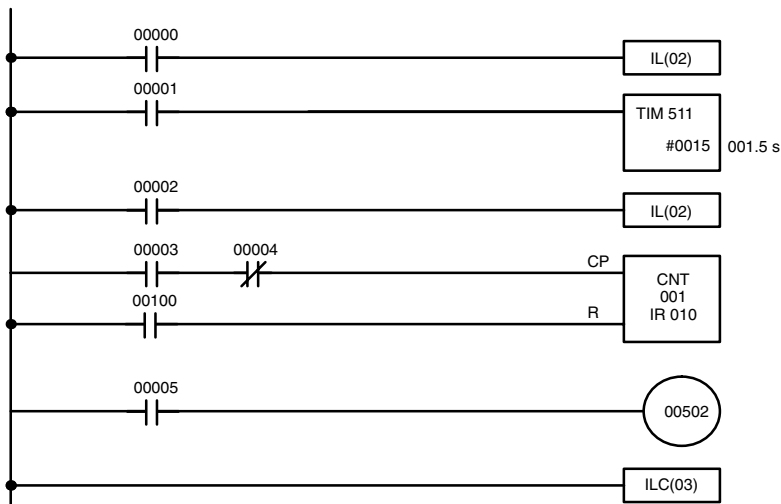 00000
IL(02)
00001
TIM 511
#0015 001.5 s
00002
IL(02)
00003 00004
CP
CNT
001
IR 010
00100
R
00005
00502
ILC(03)